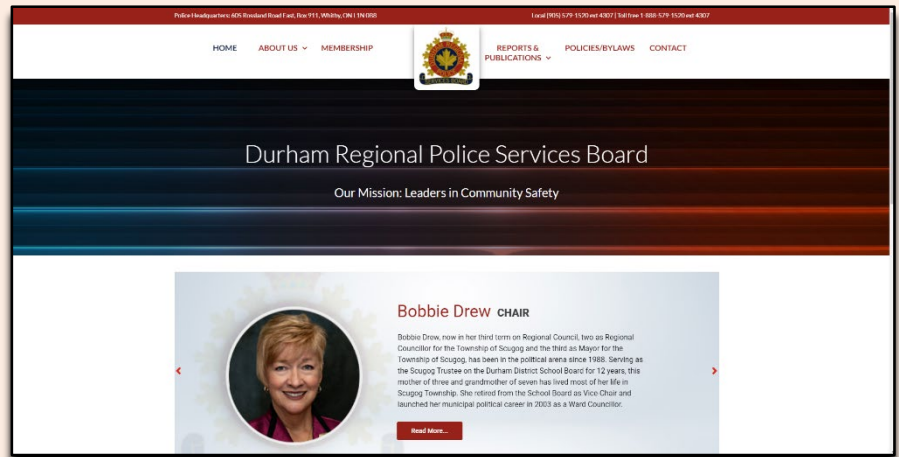 Police Headquarters: 605 Rossland Road East, Box 911, Whitby, ON L1N 0B8
Local (905) 579-1520 ext 4307 | Toll free 1-888-579-1520 ext 4307
HOME
ABOUT US
MEMBERSHIP
REPORTS &
PUBLICATIONS
POLICIES/BYLAWS
CONTACT
SERVICES BOARD
Durham Regional Police Services Board
Our Mission: Leaders in Community Safety
Bobbie Drew CHAIR
Bobbie Drew, now in her third term on Regional Council, two as Regional
Councillor for the Township of Scugog and the third as Mayor for the
Township of Scugog, has been in the political arena since 1988. Serving as
the Scugog Trustee on the Durham District School Board for 12 years, this
mother of three and grandmother of seven has lived most of her life in
Scugog Township. She retired from the School Board as Vice-Chair and
launched her municipal political career in 2003 as a Ward Councillor.
Read More...